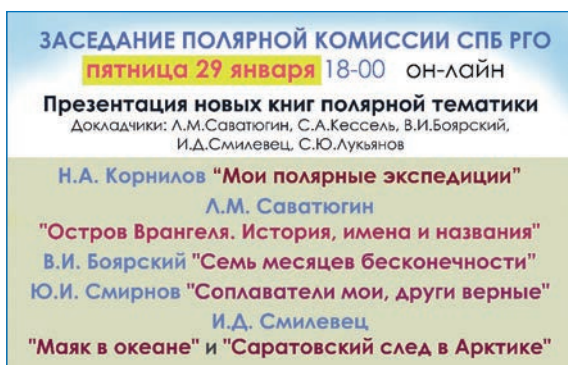 ЗАСЕДАНИЕ ПОЛЯРНОЙ КОМИССИИ СПБ РГО
пятница 29 января 18-00 он-лайн
Презентация новых книг полярной тематики
Докладчики: Л.М.Саватюгин, С.А.Кессель, В.И.Боярский,
И.Д.Смилевец, С.Ю.Лукьянов
Н.А. Корнилов “Мои полярные экспедиции”
Л.М. Саватюгин
"Остров Врангеля. История, имена и названия"
В.И. Боярский "Семь месяцев бесконечности"
Ю.И. Смирнов "Соплаватели мои, други верные"
И.Д. Смилевец
"Маяк в океане" и "Саратовский след в Арктике"